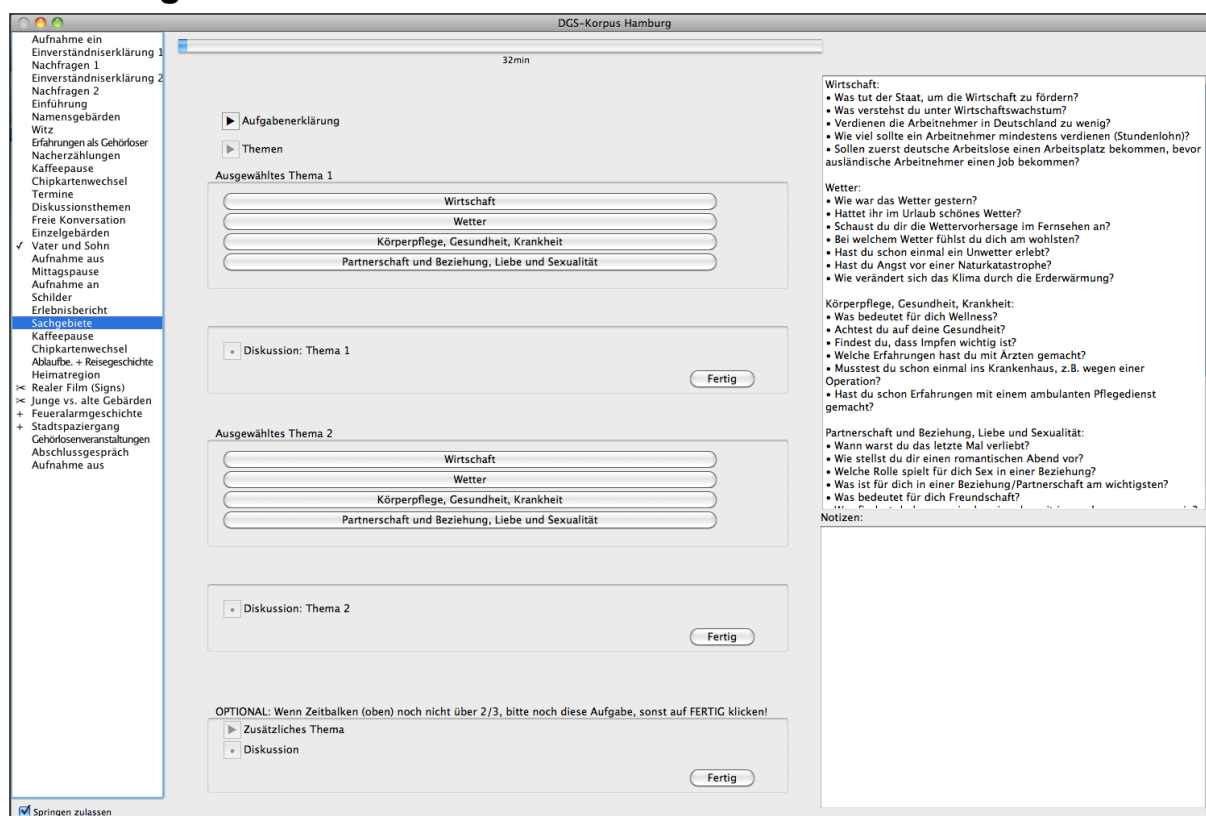 DGS-Korpus Hamburg
Aufnahme ein
Einverständniserklärung 1
Nachfragen 1
Einverständniserklärung 2
Nachfragen 2
Einführung
Namensgebärden
Witz
Erfahrungen als Gehörloser
Nacherzählungen
Kaffeepause
Chipkartenwechsel
Termine
Diskussionsthemen
Freie Konversation
Einzelgebärden
✓ Vater und Sohn
Aufnahme aus
Mittagspause
Aufnahme an
Schilder
Erlebnisbericht
Sachgebiete
Kaffeepause
Chipkartenwechsel
Ablaufbe. + Reisegeschichte
Heimatregion
✂ Realer Film (Signs)
✂ Junge vs. alte Gebärden
+ Feueralarmgeschichte
+ Stadtspaziergang
Gehörlosenveranstaltungen
Abschlussgespräch
Aufnahme aus
Springen zulassen
32min
Aufgabenerklärung
Themen
Ausgewähltes Thema 1
Wirtschaft
Wetter
Körperpflege, Gesundheit, Krankheit
Partnerschaft und Beziehung, Liebe und Sexualität
Diskussion: Thema 1
Fertig
Ausgewähltes Thema 2
Wirtschaft
Wetter
Körperpflege, Gesundheit, Krankheit
Partnerschaft und Beziehung, Liebe und Sexualität
Diskussion: Thema 2
Fertig
OPTIONAL: Wenn Zeitbalken (oben) noch nicht über 2/3, bitte noch diese Aufgabe, sonst auf FERTIG klicken!
Zusätzliches Thema
Diskussion
Fertig
Wirtschaft:
• Was tut der Staat, um die Wirtschaft zu fördern?
• Was verstehst du unter Wirtschaftswachstum?
• Verdienen die Arbeitnehmer in Deutschland zu wenig?
• Wie viel sollte ein Arbeitnehmer mindestens verdienen (Stundenlohn)?
• Sollen zuerst deutsche Arbeitslose einen Arbeitsplatz bekommen, bevor
ausländische Arbeitnehmer einen Job bekommen?
Wetter:
• Wie war das Wetter gestern?
• Hattet ihr im Urlaub schönes Wetter?
• Schaust du dir die Wettervorhersage im Fernsehen an?
• Bei welchem Wetter fühlst du dich am wohlsten?
• Hast du schon einmal ein Unwetter erlebt?
• Hast du Angst vor einer Naturkatastrophe?
• Wie verändert sich das Klima durch die Erderwärmung?
Körperpflege, Gesundheit, Krankheit:
• Was bedeutet für dich Wellness?
• Achtest du auf deine Gesundheit?
• Findest du, dass Impfen wichtig ist?
• Welche Erfahrungen hast du mit Ärzten gemacht?
• Musstest du schon einmal ins Krankenhaus, z.B. wegen einer
Operation?
• Hast du schon Erfahrungen mit einem ambulanten Pflegedienst
gemacht?
Partnerschaft und Beziehung, Liebe und Sexualität:
• Wann warst du das letzte Mal verliebt?
• Wie stellst du dir einen romantischen Abend vor?
• Welche Rolle spielt für dich Sex in einer Beziehung?
• Was ist für dich in einer Beziehung/Partnerschaft am wichtigsten?
• Was bedeutet für dich Freundschaft?
Notizen: